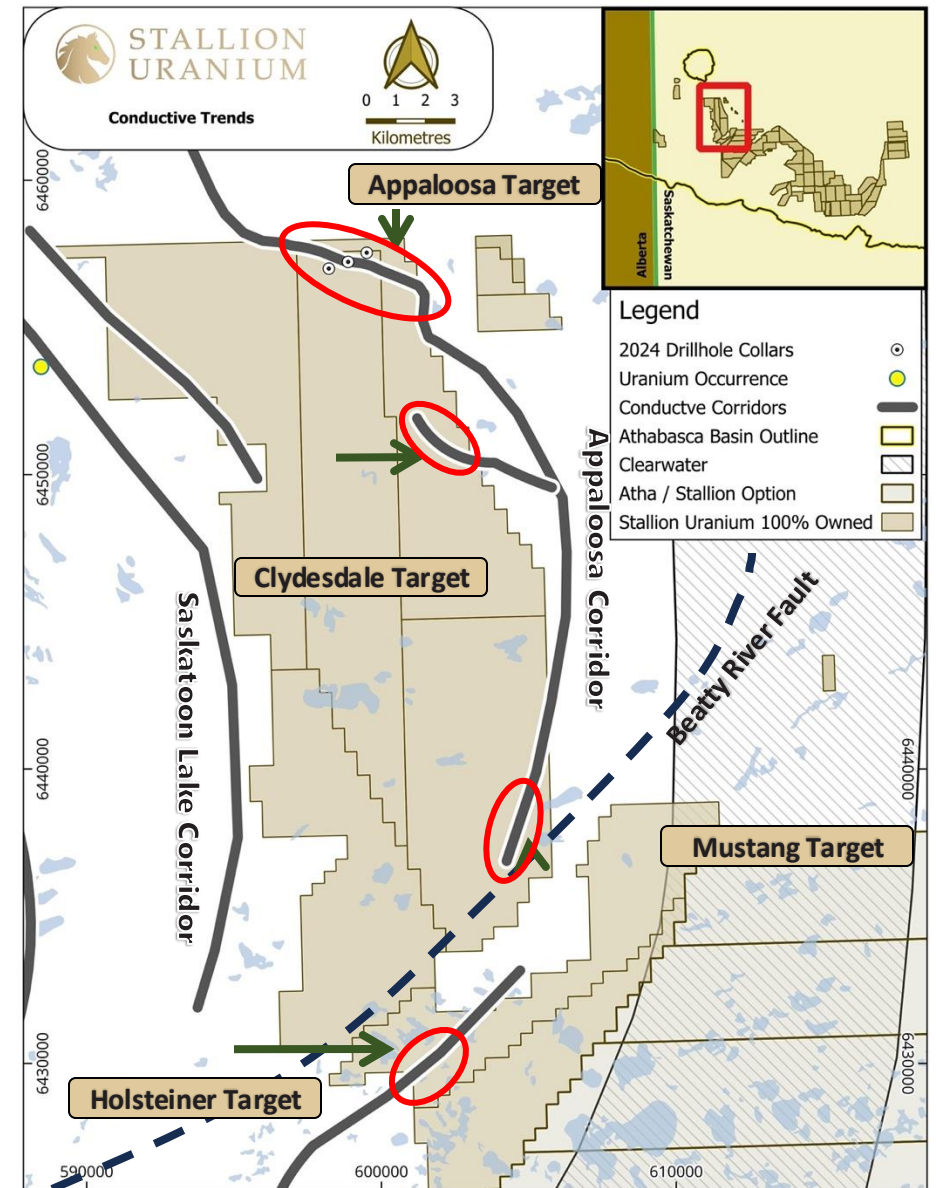 STALLION
URANIUM
Conductive Trends
0 1 2 3
Kilometres
Alberta
Saskatchewan
Appaloosa Target
Legend
2024 Drillhole Collars
Uranium Occurrence
Conductve Corridors
Athabasca Basin Outline
Clearwater
Atha / Stallion Option
Stallion Uranium 100% Owned
6460000
6450000
6440000
6430000
Appaloosa Corridor
Clydesdale Target
Saskatoon Lake Corridor
Beatty River Fault
6440000
Mustang Target
6430000
Holsteiner Target
590000
600000
610000